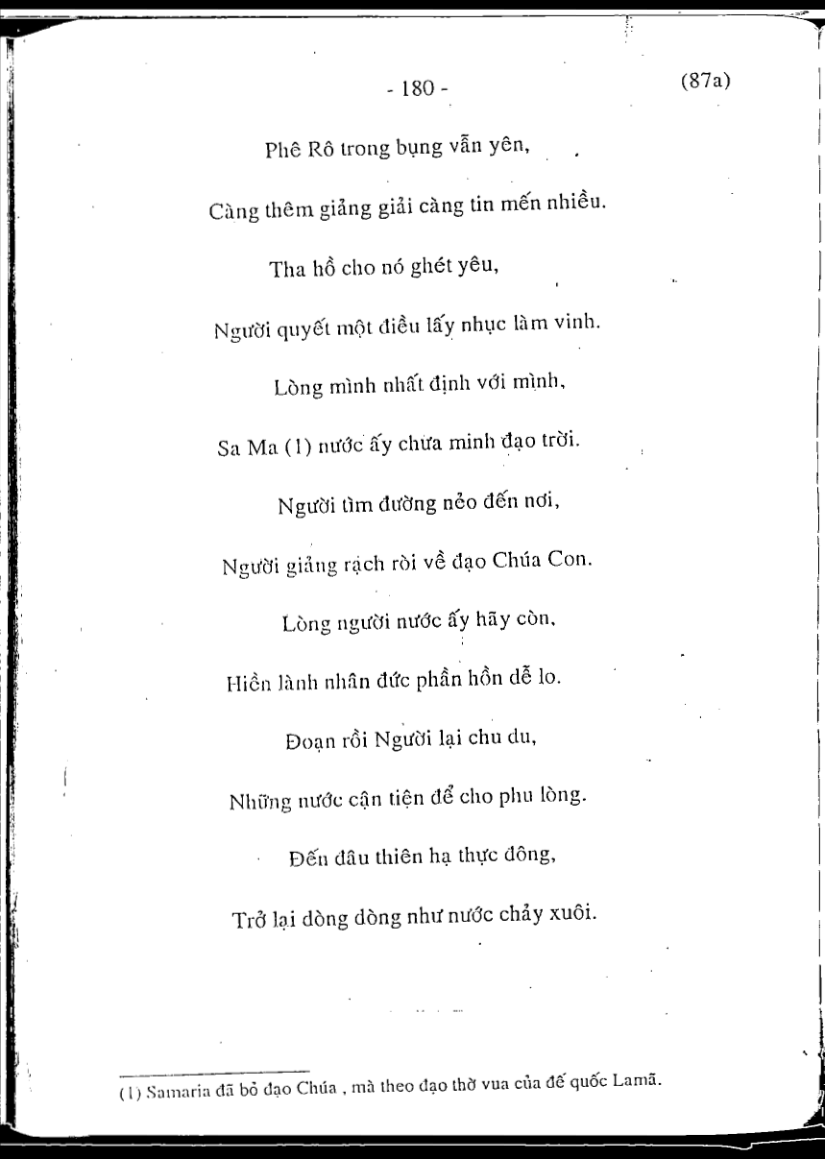 - 180 -
(87a)
Phê Rô trong bụng vẫn yên,
Càng thêm giảng giải càng tin mến nhiều.
Tha hồ cho nó ghét yêu,
Người quyết một điều lấy nhục làm vinh.
Lòng mình nhất định với mình,
Sa Ma (1) nước ấy chưa minh đạo trời.
Người tìm đường nẻo đến nơi,
Người giảng rạch ròi về đạo Chúa Con.
Lòng người nước ấy hãy còn,
Hiền lành nhân đức phần hồn dễ lo.
Đoạn rồi Người lại chu du,
Những nước cận tiện để cho phu lòng.
Đến đâu thiên hạ thực đông,
Trở lại dòng dòng như nước chảy xuôi.
(1) Samaria đã bỏ đạo Chúa , mà theo đạo thờ vua của đế quốc Lamã.